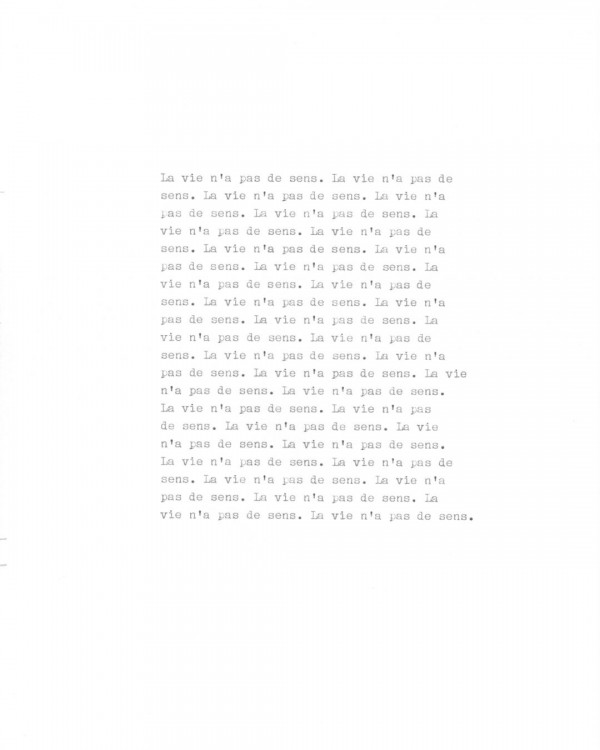 La vie n'a pas de sens. La vie n'a pas de
sens. La vie n'a pas de sens. La vie n'a
pas de sens. La vie n'a pas de sens. La
vie n'a pas de sens. La vie n'a pas de
sens. La vie n'a pas de sens. La vie n'a
pas de sens. La vie n'a pas de sens. La
vie n'a pas de sens. La vie n'a pas de
sens. La vie n'a pas de sens. La vie n'a
pas de sens. La vie n'a pas de sens. La
vie n'a pas de sens. La vie n'a pas de
sens. La vie n'a pas de sens. La vie n'a
pas de sens. La vie n'a pas de sens. La vie
n'a pas de sens. La vie n'a pas de sens.
La vie n'a pas de sens. La vie n'a pas
de sens. La vie n'a pas de sens. La vie
n'a pas de sens. La vie n'a pas de sens.
La vie n'a pas de sens. La vie n'a pas de
sens. La vie n'a pas de sens. La vie n'a
pas de sens. La vie n'a pas de sens. La
vie n'a pas de sens. La vie n'a pas de sens.